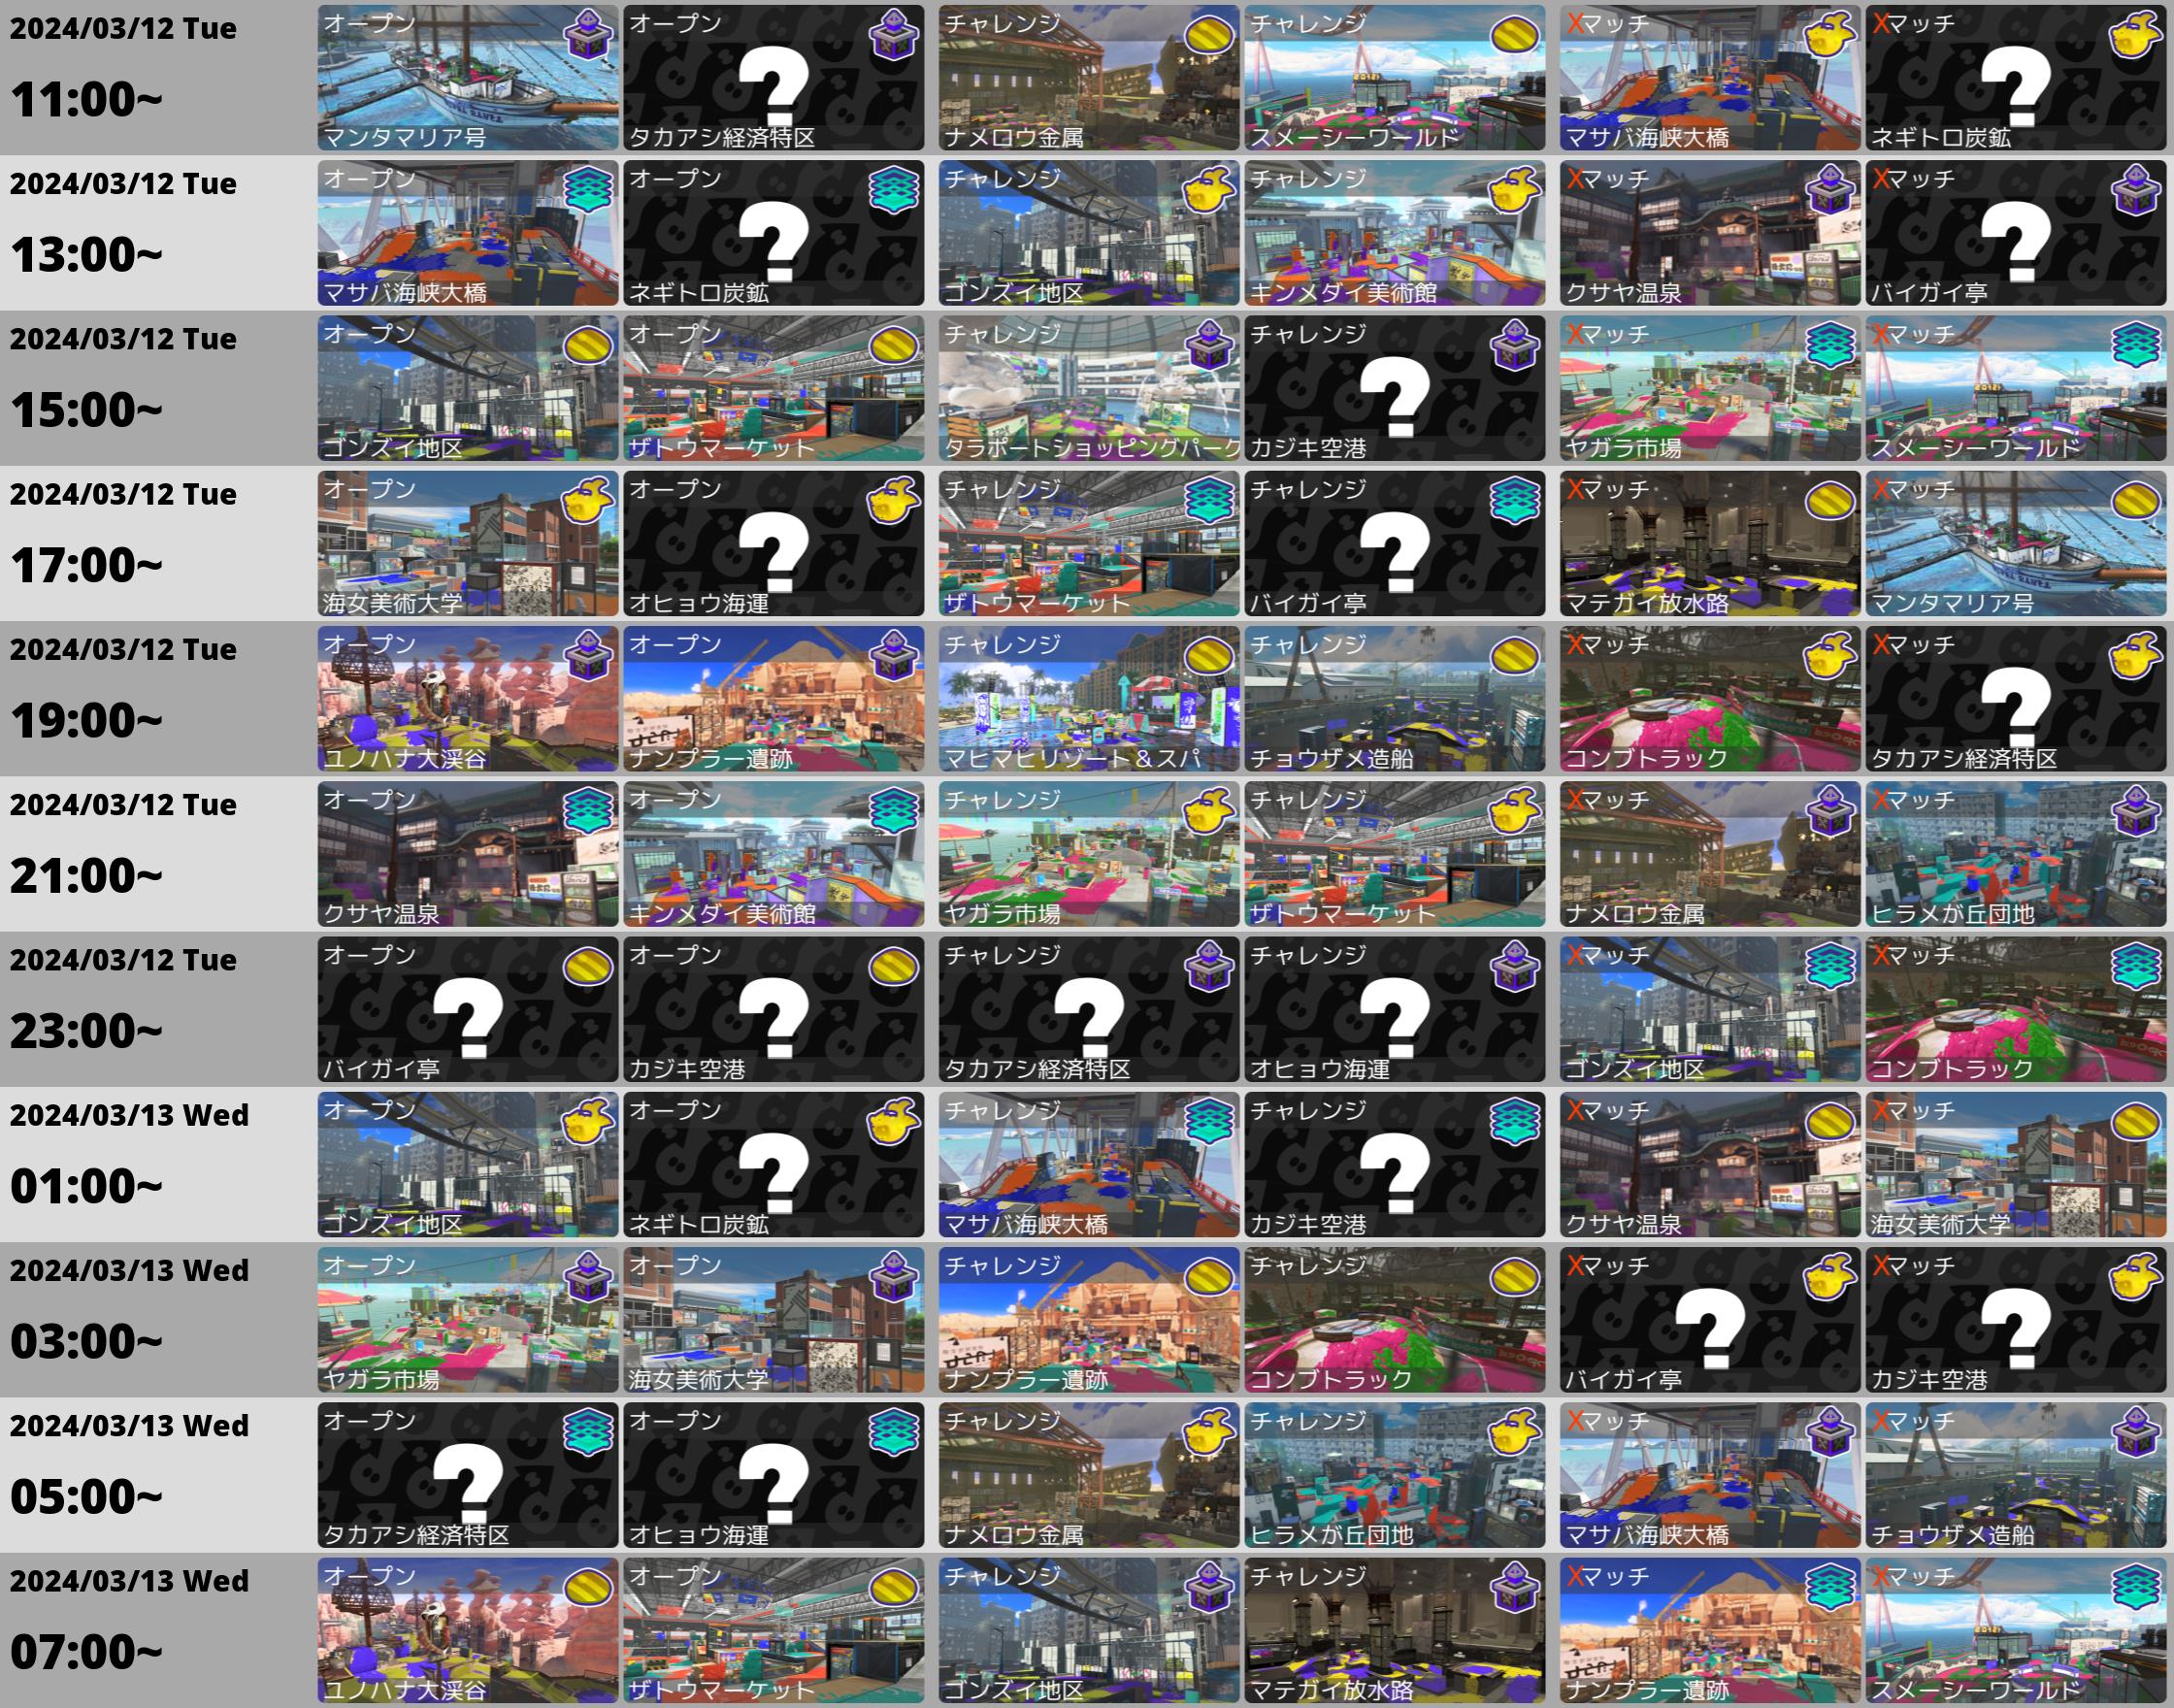 2024/03/12 Tue
11:00~
オープン
マンタマリア号
オープン
タカアシ経済特区
チャレンジ
ナメロウ金属
チャレンジ
スメーシーワールド
Xマッチ
マサバ海峡大橋
Xマッチ
ネギトロ炭鉱
2024/03/12 Tue
13:00~
オープン
マサバ海峡大橋
オープン
ネギトロ炭鉱
チャレンジ
ゴンズイ地区
チャレンジ
キンメダイ美術館
Xマッチ
クサヤ温泉
Xマッチ
バイガイ亭
2024/03/12 Tue
15:00~
オープン
ゴンズイ地区
オープン
ザトウマーケット
チャレンジ
タラポートショッピングパーク
チャレンジ
カジキ空港
Xマッチ
ヤガラ市場
Xマッチ
スメーシーワールド
2024/03/12 Tue
17:00~
オープン
海女美術大学
オープン
オヒョウ海運
チャレンジ
ザトウマーケット
チャレンジ
バイガイ亭
Xマッチ
マテガイ放水路
Xマッチ
マンタマリア号
2024/03/12 Tue
19:00~
オープン
ユノハナ大渓谷
オープン
ナンプラー遺跡
チャレンジ
マヒマヒリゾート＆スパ
チャレンジ
チョウザメ造船
Xマッチ
コンブトラック
Xマッチ
タカアシ経済特区
2024/03/12 Tue
21:00~
オープン
クサヤ温泉
オープン
キンメダイ美術館
チャレンジ
ヤガラ市場
チャレンジ
ザトウマーケット
Xマッチ
ナメロウ金属
Xマッチ
ヒラメが丘団地
2024/03/12 Tue
23:00~
オープン
バイガイ亭
オープン
カジキ空港
チャレンジ
タカアシ経済特区
チャレンジ
オヒョウ海運
Xマッチ
ゴンズイ地区
Xマッチ
コンブトラック
2024/03/13 Wed
01:00~
オープン
ゴンズイ地区
オープン
ネギトロ炭鉱
チャレンジ
マサバ海峡大橋
チャレンジ
カジキ空港
Xマッチ
クサヤ温泉
Xマッチ
海女美術大学
2024/03/13 Wed
03:00~
オープン
ヤガラ市場
オープン
海女美術大学
チャレンジ
ナンプラー遺跡
チャレンジ
コンブトラック
Xマッチ
バイガイ亭
Xマッチ
カジキ空港
2024/03/13 Wed
05:00~
オープン
タカアシ経済特区
オープン
オヒョウ海運
チャレンジ
ナメロウ金属
チャレンジ
ヒラメが丘団地
Xマッチ
マサバ海峡大橋
Xマッチ
チョウザメ造船
2024/03/13 Wed
07:00~
オープン
ユノハナ大渓谷
オープン
ザトウマーケット
チャレンジ
ゴンズイ地区
チャレンジ
マテガイ放水路
Xマッチ
ナンプラー遺跡
Xマッチ
スメーシーワールド